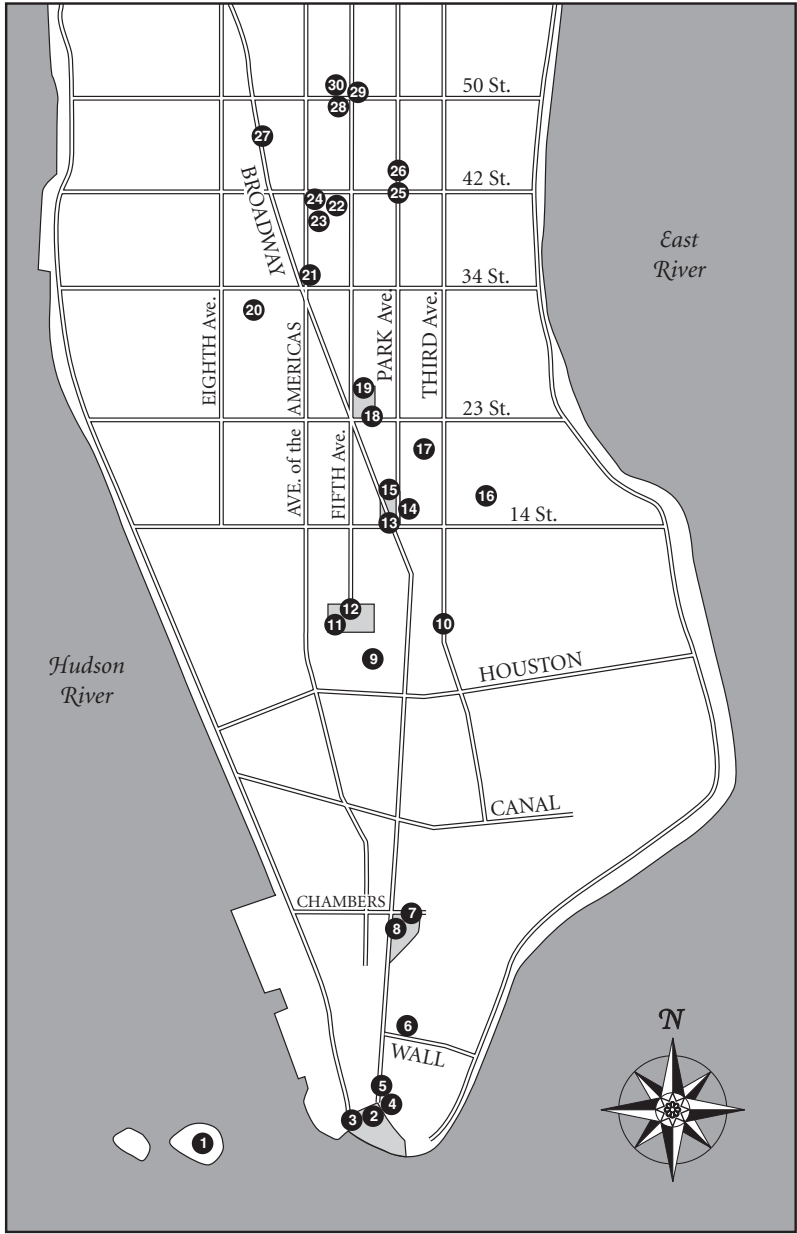 30
29
50 St.
28
27
BROADWAY
26
42 St.
25
24
22
23
East
River
21
34 St.
20
EIGHTH Ave.
AVE. of the AMERICAS
FIFTH Ave.
PARK Ave.
THIRD Ave.
19
18
23 St.
17
15
16
14
13
14 St.
12
11
10
9
HOUSTON
Hudson
River
CANAL
CHAMBERS
7
8
6
WALL
N
5
4
2
3
1